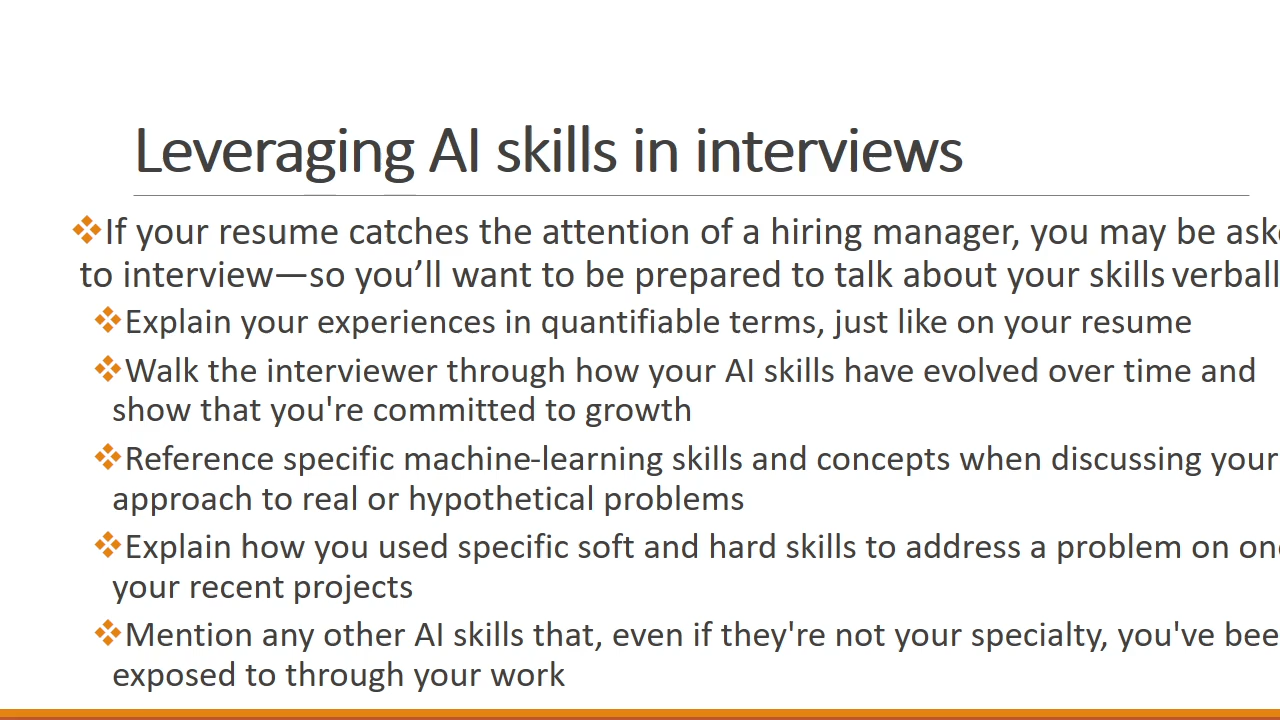 Leveraging AI skills in interviews
❖If your resume catches the attention of a hiring manager, you may be
to interview—so you’ll want to be prepared to talk about your skills
❖Explain your experiences in quantifiable terms, just like on your resume
❖Walk the interviewer through how your AI skills have evolved over time and
show that you're committed to growth
❖Reference specific machine-learning skills and concepts when discussing your
approach to real or hypothetical problems
❖Explain how you used specific soft and hard skills to address a problem on
your recent projects
❖Mention any other AI skills that, even if they're not your specialty, you've
exposed to through your work